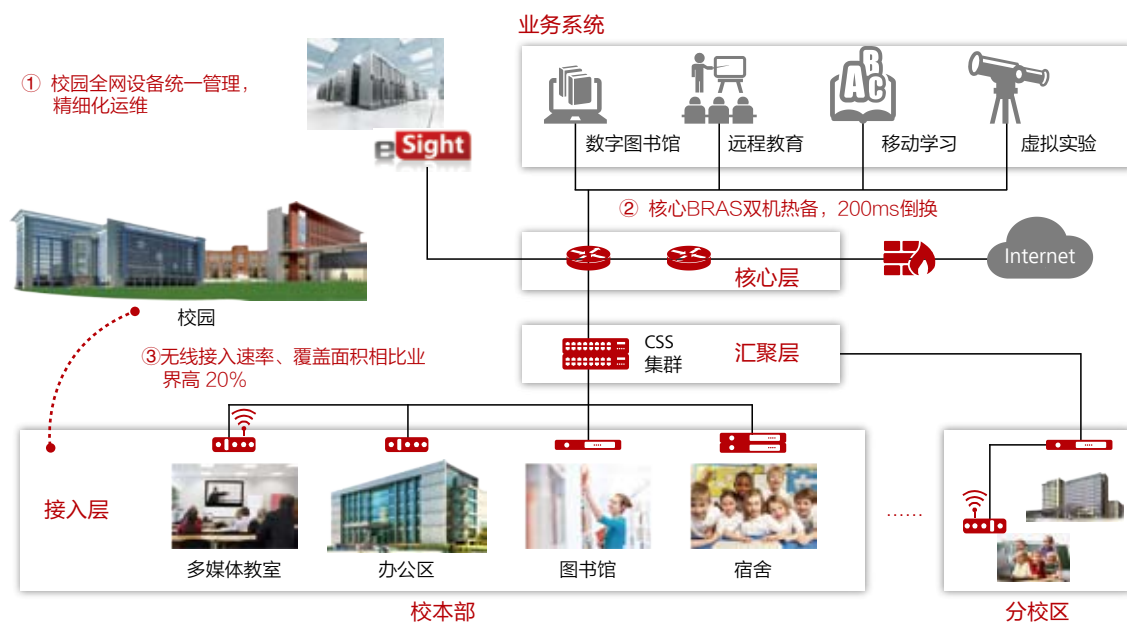 业务系统
① 校园全网设备统一管理，
精细化运维
eSight
ABC
数字图书馆
远程教育
移动学习
虚拟实验
② 核心BRAS双机热备，200ms倒换
Internet
核心层
校园
CSS
集群
汇聚层
③无线接入速率、覆盖面积相比业
界高 20%
接入层
多媒体教室
办公区
图书馆
宿舍
......
校本部
分校区